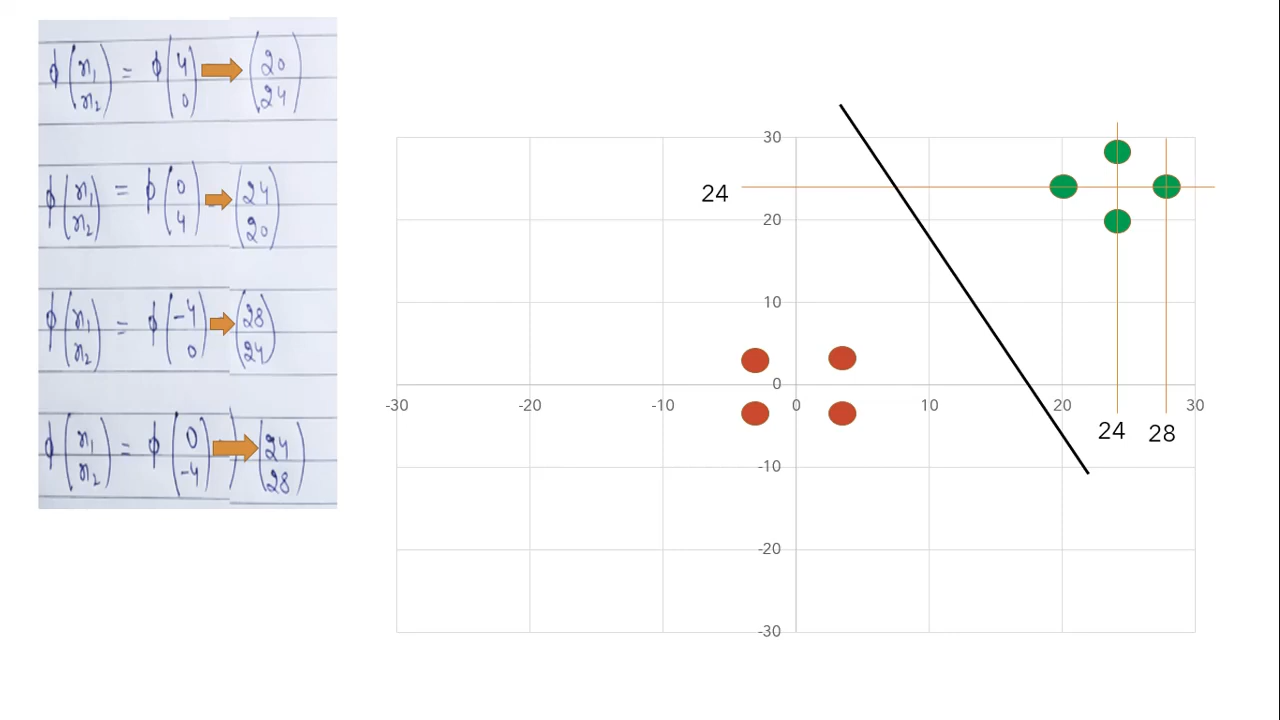 ϕ(x₁ x₂) = ϕ(4 0) → (20 24)
ϕ(x₁ x₂) = ϕ(0 4) → (24 20)
ϕ(x₁ x₂) = ϕ(-4 0) → (28 24)
ϕ(x₁ x₂) = ϕ(0 -4) → (24 28)
30
24
20
10
0
-30 -20 -10 0 10 20 30
24 28
-10
-20
-30